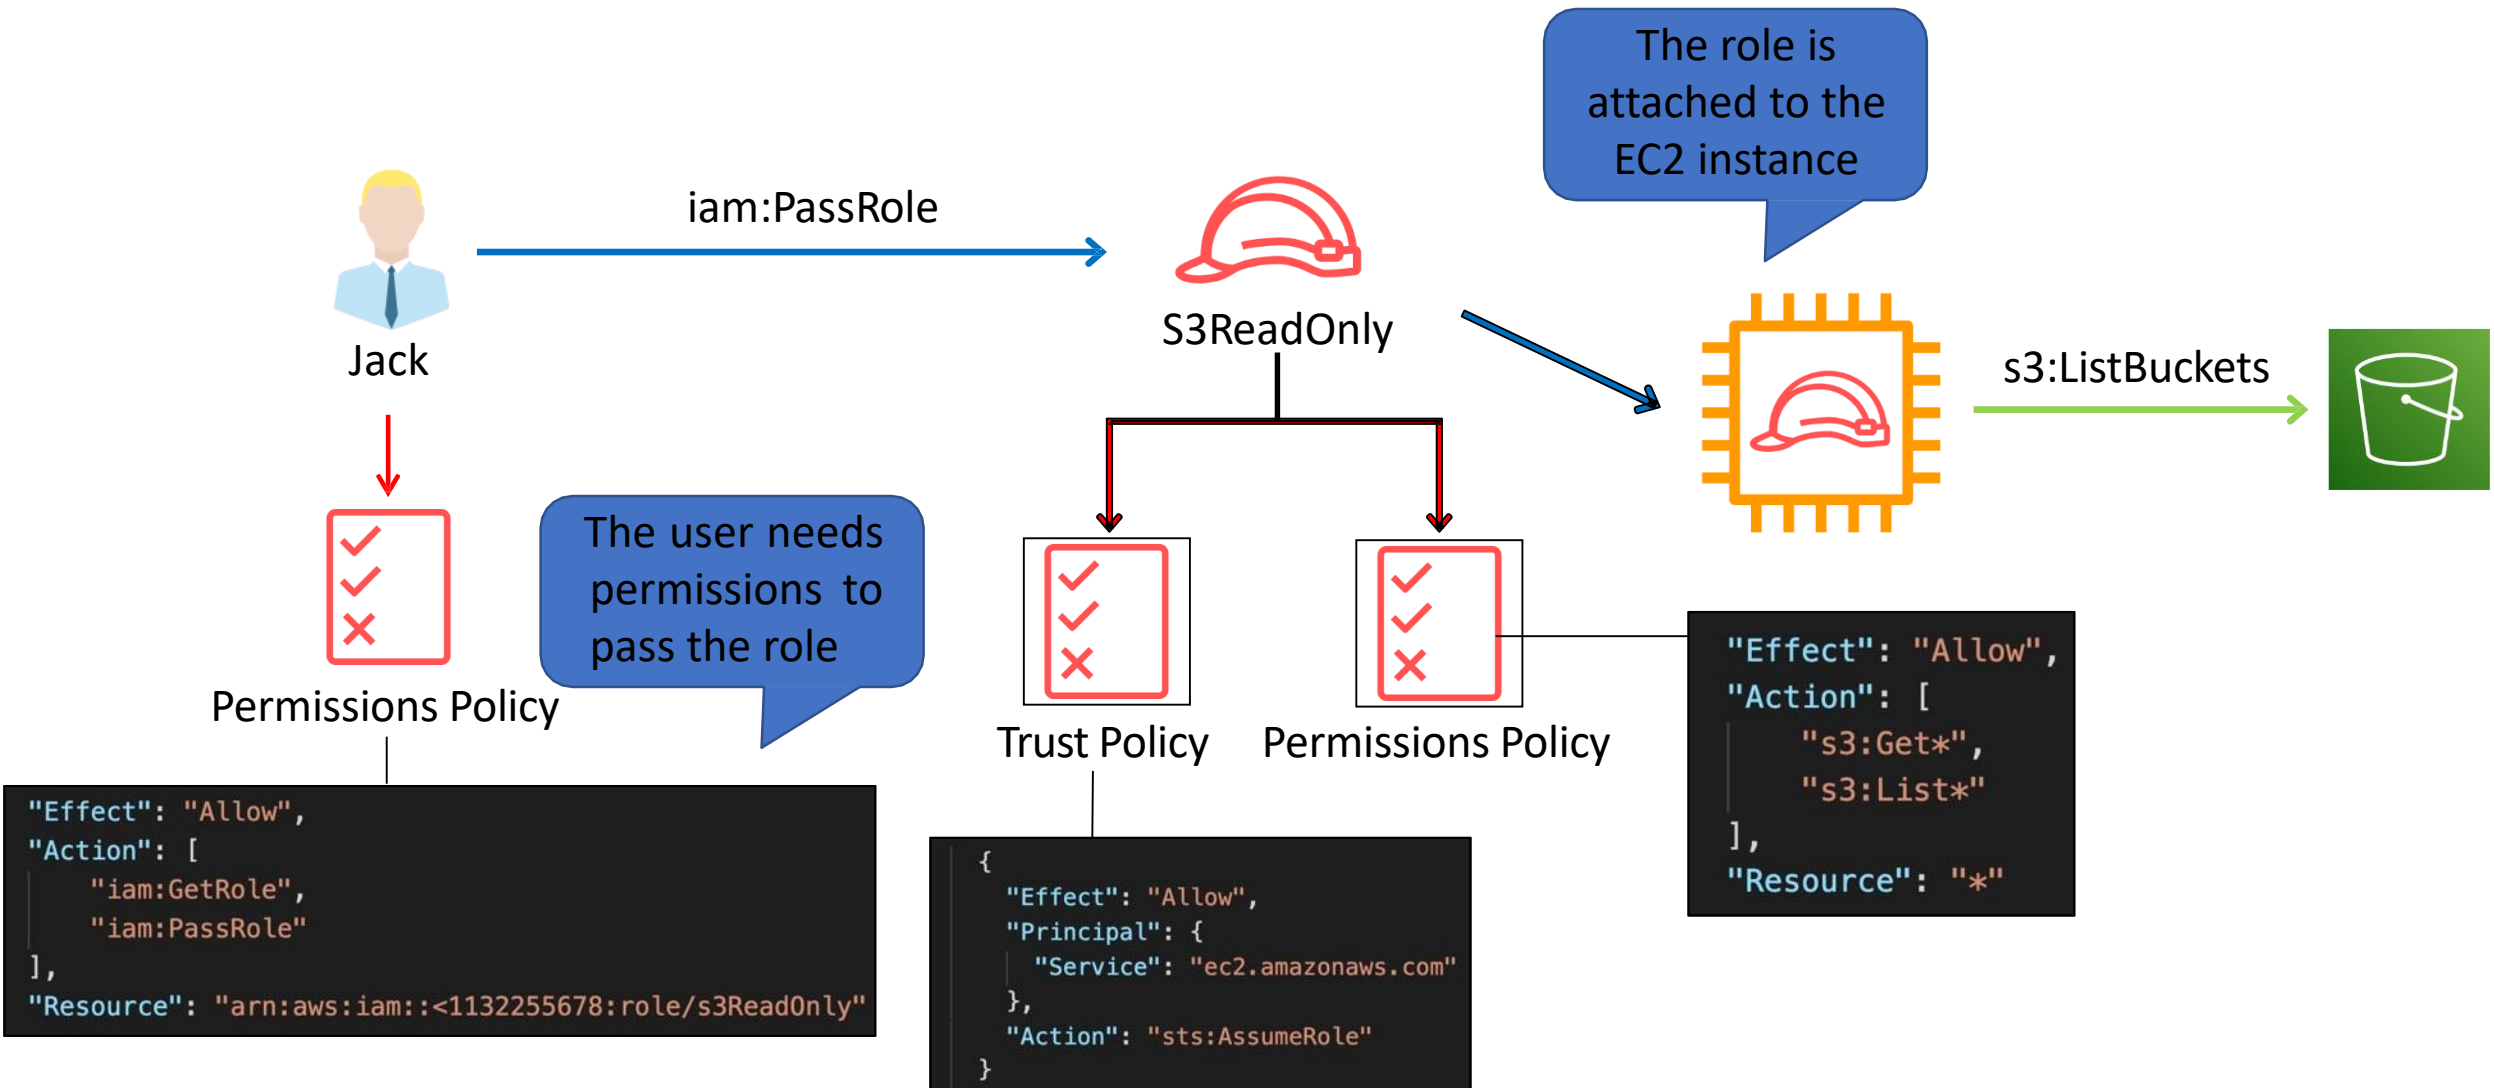 The role is
attached to the
EC2 instance
iam:PassRole
S3ReadOnly
Jack
s3:ListBuckets
The user needs
permissions to
pass the role
Permissions Policy
Trust Policy
Permissions Policy
"Effect": "Allow",
"Action": [
"s3:Get*",
"s3:List*"
],
"Resource": "*"
"Effect": "Allow",
"Action": [
"iam:GetRole",
"iam:PassRole"
],
"Resource": "arn:aws:iam::<1132255678:role/s3ReadOnly"
{
"Effect": "Allow",
"Principal": {
"Service": "ec2.amazonaws.com"
},
"Action": "sts:AssumeRole"
}